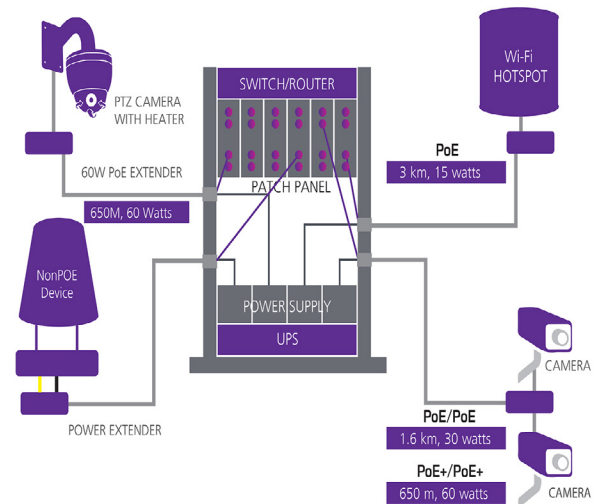 PTZ CAMERA
WITH HEATER
60W PoE EXTENDER
650M, 60 Watts
NonPOE
Device
POWER EXTENDER
SWITCH/ROUTER
PATCH PANEL
POWER SUPPLY
UPS
Wi-Fi
HOTSPOT
PoE
3 km, 15 watts
CAMERA
PoE/PoE
1.6 km, 30 watts
PoE+/PoE+
650 m, 60 watts
CAMERA